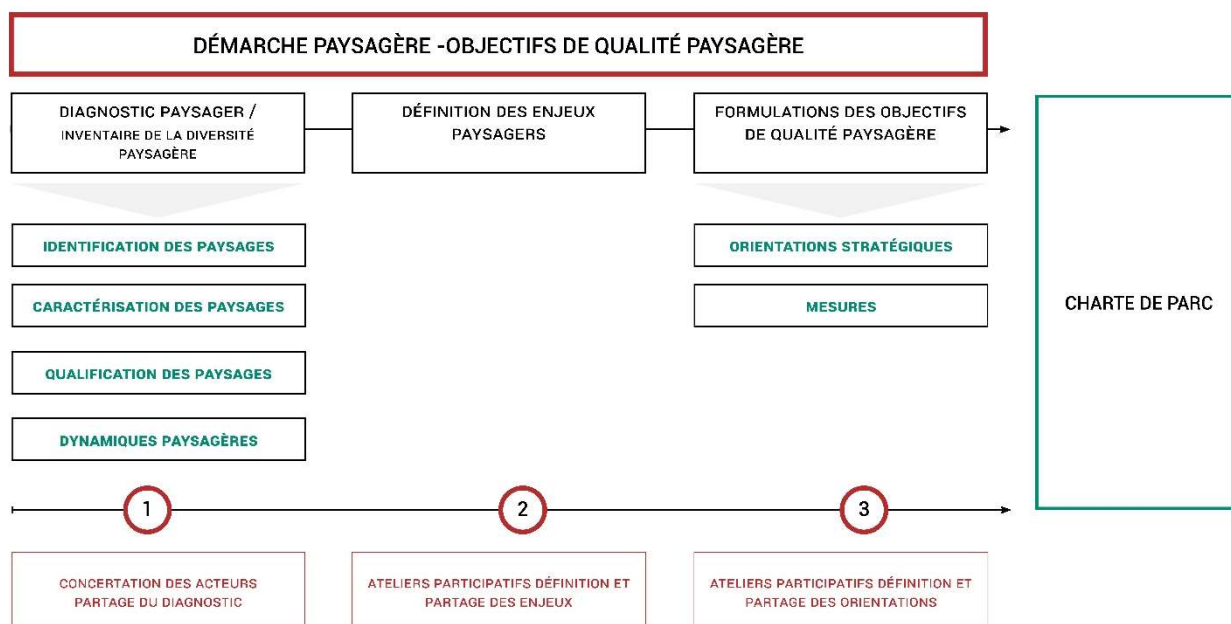 DÉMARCHE PAYSAGÈRE -OBJECTIFS DE QUALITÉ PAYSAGÈRE
DIAGNOSTIC PAYSAGER /
INVENTAIRE DE LA DIVERSITÉ
PAYSAGÈRE
DÉFINITION DES ENJEUX
PAYSAGERS
FORMULATIONS DES OBJECTIFS
DE QUALITÉ PAYSAGÈRE
IDENTIFICATION DES PAYSAGES
CARACTÉRISATION DES PAYSAGES
QUALIFICATION DES PAYSAGES
DYNAMIQUES PAYSAGÈRES
ORIENTATIONS STRATÉGIQUES
MESURES
CHARTE DE PARC
1
2
3
CONCERTATION DES ACTEURS
PARTAGE DU DIAGNOSTIC
ATELIERS PARTICIPATIFS DÉFINITION ET
PARTAGE DES ENJEUX
ATELIERS PARTICIPATIFS DÉFINITION ET
PARTAGE DES ORIENTATIONS